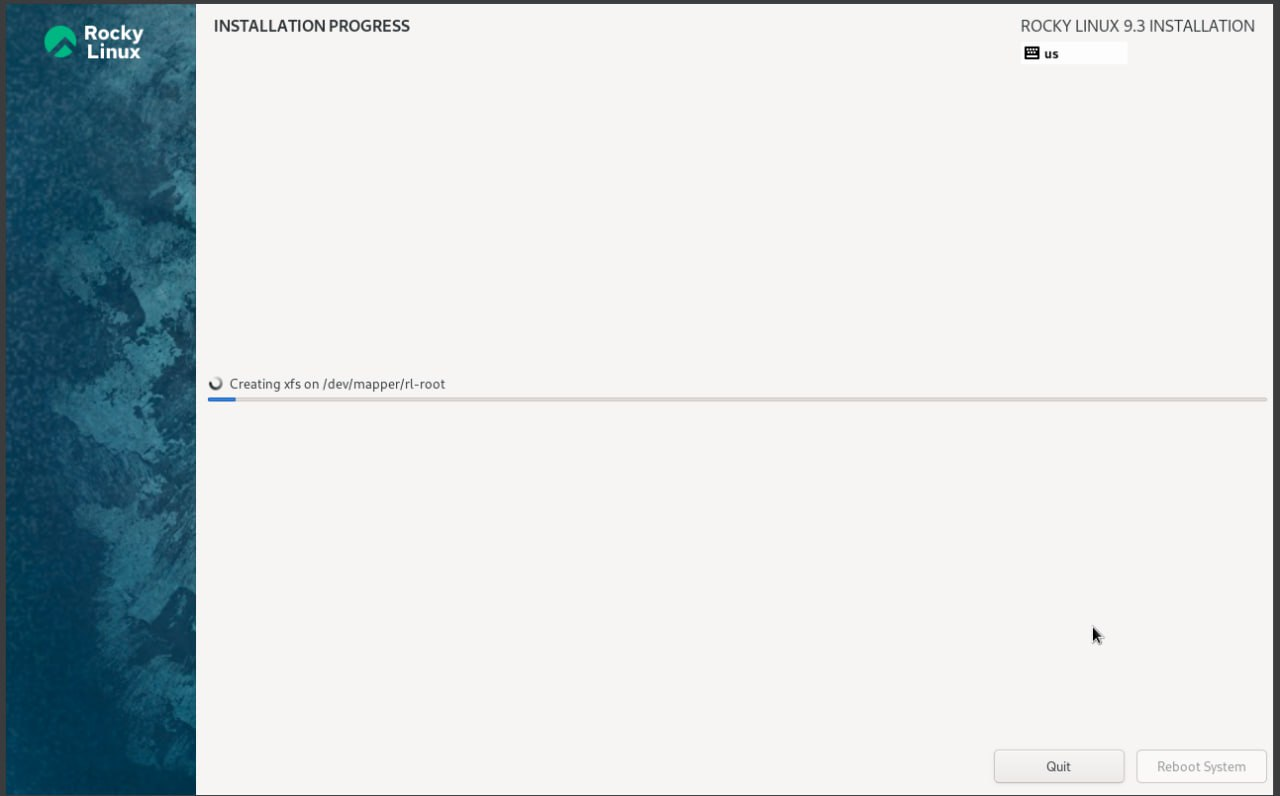 Rocky
Linux
INSTALLATION PROGRESS
ROCKY LINUX 9.3 INSTALLATION
us
Creating xfs on /dev/mapper/rl-root
Quit
Reboot System